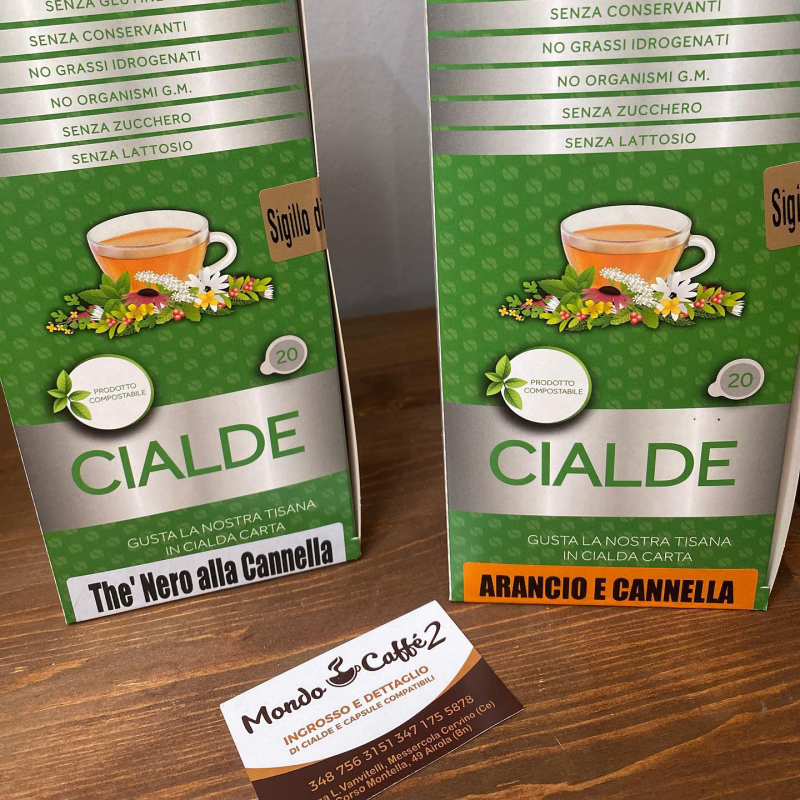 SENZA GLUTINE
SENZA CONSERVANTI
NO GRASSI IDROGENATI
NO ORGANISMI G.M.
SENZA ZUCCHERO
SENZA LATTOSIO
Sigillo di
20
PRODOTTO
COMPOSTABILE
CIALDE
GUSTA LA NOSTRA TISANA
IN CIALDA CARTA
The' Nero alla Cannella
SENZA CONSERVANTI
NO GRASSI IDROGENATI
NO ORGANISMI G.M.
SENZA ZUCCHERO
SENZA LATTOSIO
Sigi
20
PRODOTTO
COMPOSTABILE
CIALDE
GUSTA LA NOSTRA TISANA
IN CIALDA CARTA
ARANCIO E CANNELLA
Mondo Caffé 2
INGROSSO E DETTAGLIO
DI CIALDE E CAPSULE COMPATIBILI
348 756 3151 347 175 5878
L.Vanvitelli, Messercola Cervino (Ce)
Corso Montella, 49 Airola (Bn)